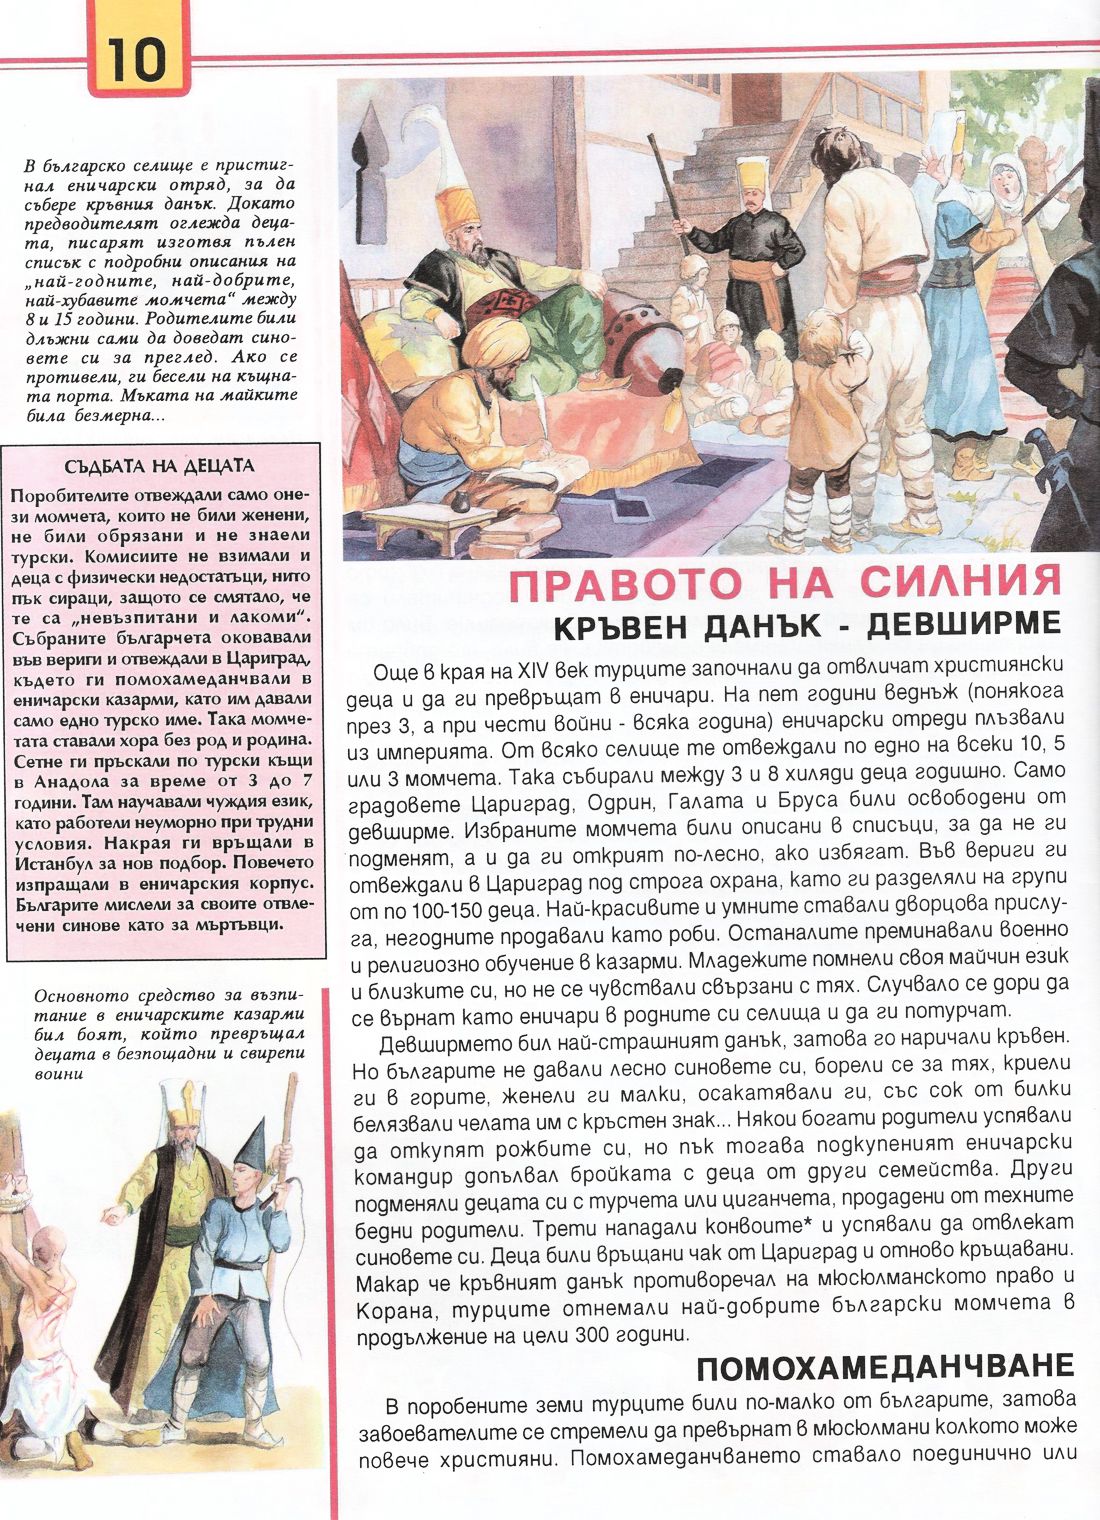 10
В българско селище е пристиг-
нал еничарски отряд, за да
събере кръвния данък. Докато
предводителят оглежда деца-
та, писарят изготвя пълен
списък с подробни описания на
„най-годните, най-добрите,
най-хубавите момчета“ между
8 и 15 години. Родителите били
длъжни сами да доведат сино-
вете си за преглед. Ако се
противели, ги бесели на къщна-
та порта. Мъката на майките
била безмерна...
СЪДБАТА НА ДЕЦАТА
Поробителите отвеждали само оне-
зи момчета, които не били женени,
не били обрязани и не знаели
турски. Комисиите не взимали и
деца с физически недостатъци, нито
пък сираци, защото се смятало, че
те са „невъзпитани и лакоми“.
Събраните българчета оковавали
във вериги и отвеждали в Цариград,
където ги помохамеданчвали в
еничарски казарми, като им давали
само едно турско име. Така момче-
тата ставали хора без род и родина.
Сетне ги пръскали по турски къщи
в Анадола за време от 3 до 7
години. Там научавали чуждия език,
като работели неуморно при трудни
условия. Накрая ги връщали в
Истанбул за нов подбор. Повечето
изпращали в еничарския корпус.
Българите мислели за своите отвле-
чени синове като за мъртъвци.
Основното средство за възпи-
тание в еничарските казарми
бил боят, който превръщал
децата в безпощадни и свирепи
воини
ПРАВОТО НА СИЛНИЯ
КРЪВЕН ДАНЪК - ДЕВШИРМЕ
Още в края на XIV век турците започнали да отвличат християнски
деца и да ги превръщат в еничари. На пет години веднъж (понякога
през 3, а при чести войни - всяка година) еничарски отреди плъзвали
из империята. От всяко селище те отвеждали по едно на всеки 10, 5
или 3 момчета. Така събирали между 3 и 8 хиляди деца годишно. Само
градовете Цариград, Одрин, Галата и Бруса били освободени от
девширме. Избраните момчета били описани в списъци, за да не ги
подменят, а и да ги открият по-лесно, ако избягат. Във вериги ги
отвеждали в Цариград под строга охрана, като ги разделяли на групи
от по 100-150 деца. Най-красивите и умните ставали дворцова прислу-
га, негодните продавали като роби. Останалите преминавали военно
и религиозно обучение в казарми. Младежите помнели своя майчин език
и близките си, но не се чувствали свързани с тях. Случвало се дори да
се върнат като еничари в родните си селища и да ги потурчат.
Девширмето бил най-страшният данък, затова го наричали кръвен.
Но българите не давали лесно синовете си, борели се за тях, криели
ги в горите, женели ги малки, осакатявали ги, със сок от билки
белязвали челата им с кръстен знак... Някои богати родители успявали
да откупят рожбите си, но пък тогава подкупеният еничарски
командир допълвал бройката с деца от други семейства. Други
подменяли децата си с турчета или циганчета, продадени от техните
бедни родители. Трети нападали конвоите* и успявали да отвлекат
синовете си. Деца били връщани чак от Цариград и отново кръщавани.
Макар че кръвният данък противоречал на мюсюлманското право и
Корана, турците отнемали най-добрите български момчета в
продължение на цели 300 години.
ПОМОХАМЕДАНЧВАНЕ
В поробените земи турците били по-малко от българите, затова
завоевателите се стремели да превърнат в мюсюлмани колкото може
повече християни. Помохамеданчването ставало поединично или